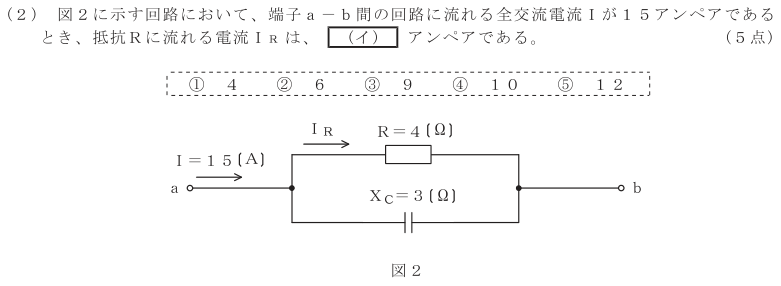 （２）　図２に示す回路において、端子ａ－ｂ間の回路に流れる全交流電流Ｉが１５アンペアである
とき、抵抗Ｒに流れる電流ＩRは、（イ）アンペアである。（５点）
①　４　②　６　③　９　④　１０　⑤　１２
IR　R＝4〔Ω〕
I＝15〔A〕
a　b
XC＝3〔Ω〕
図２